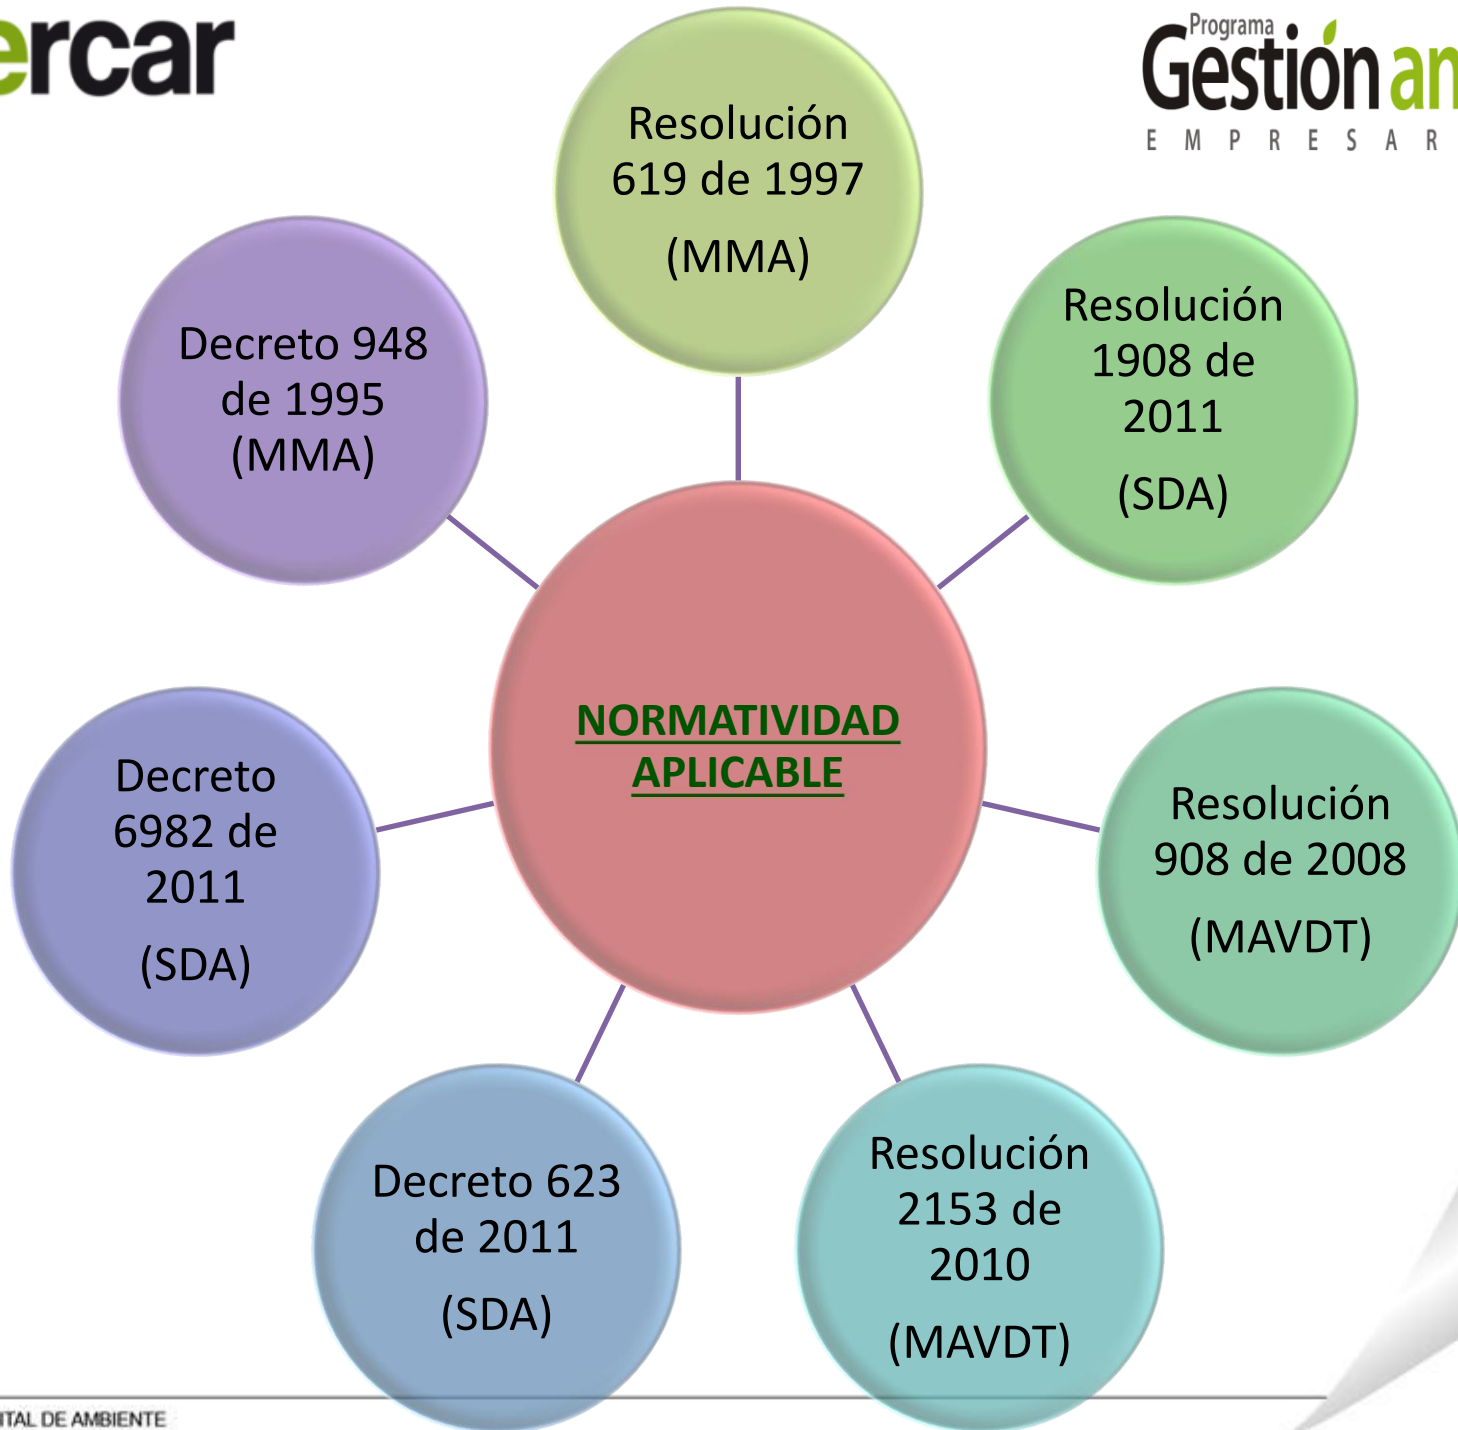 ercar
Programa
Gestión am
EMPRESAR
Resolución
619 de 1997
(MMA)
Resolución
1908 de
2011
(SDA)
Resolución
908 de 2008
(MAVDT)
Resolución
2153 de
2010
(MAVDT)
Decreto 623
de 2011
(SDA)
Decreto
6982 de
2011
(SDA)
Decreto 948
de 1995
(MMA)
NORMATIVIDAD
APLICABLE
ITAL DE AMBIENTE